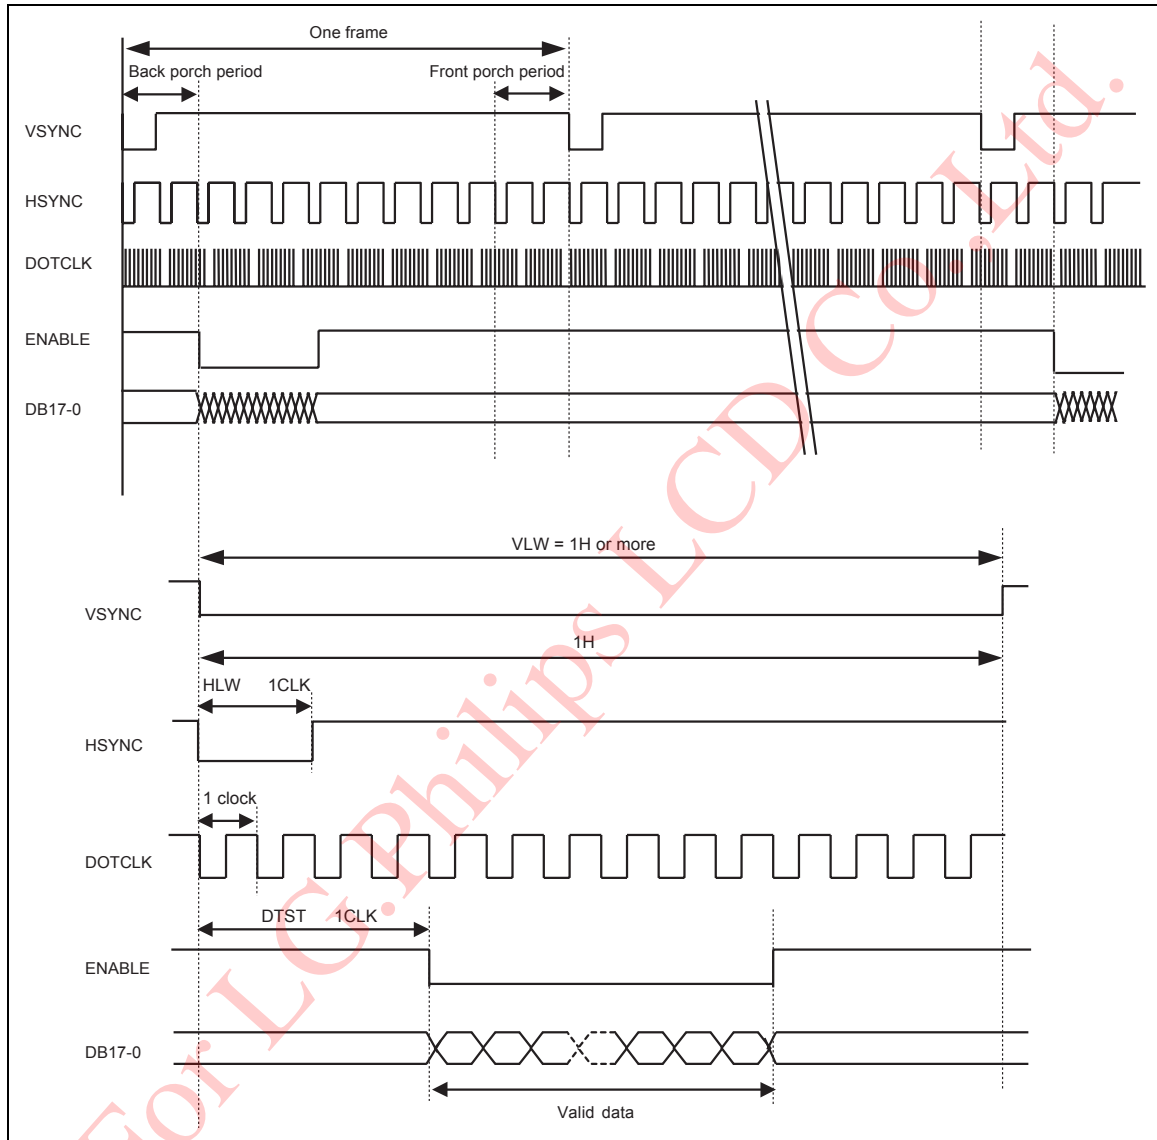 One frame
Back porch period
Front porch period
VSYNC
HSYNC
DOTCLK
ENABLE
DB17-0
VLW = 1H or more
VSYNC
1H
HLW 1CLK
HSYNC
1 clock
DOTCLK
DTST 1CLK
ENABLE
DB17-0
Valid data
For LG.Philips LCD Co.,Ltd.